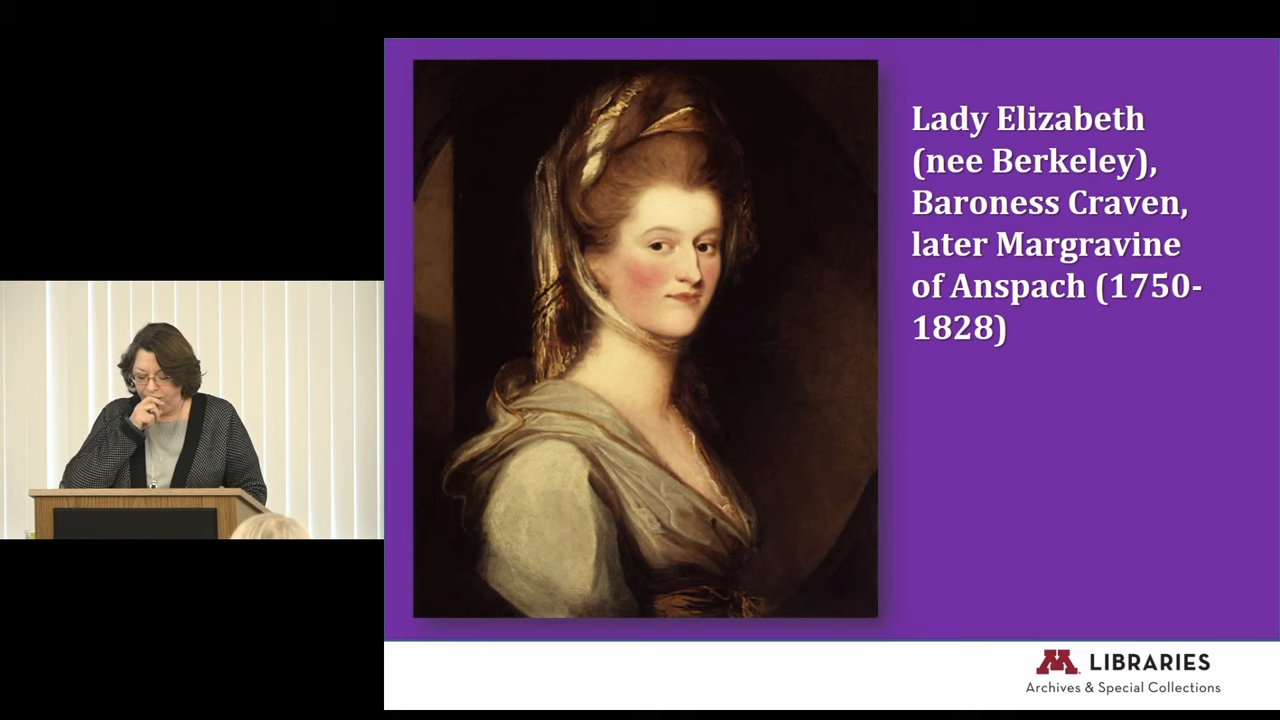 Lady Elizabeth
(nee Berkeley),
Baroness Craven,
later Margravine
of Anspach (1750-
1828)
M LIBRARIES
Archives & Special Collections